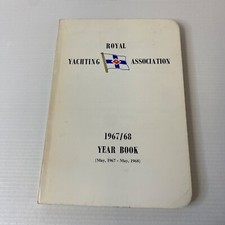 ROYAL
YACHTING ASSOCIATION
1967/68
YEAR BOOK
(May, 1967 - May, 1968)